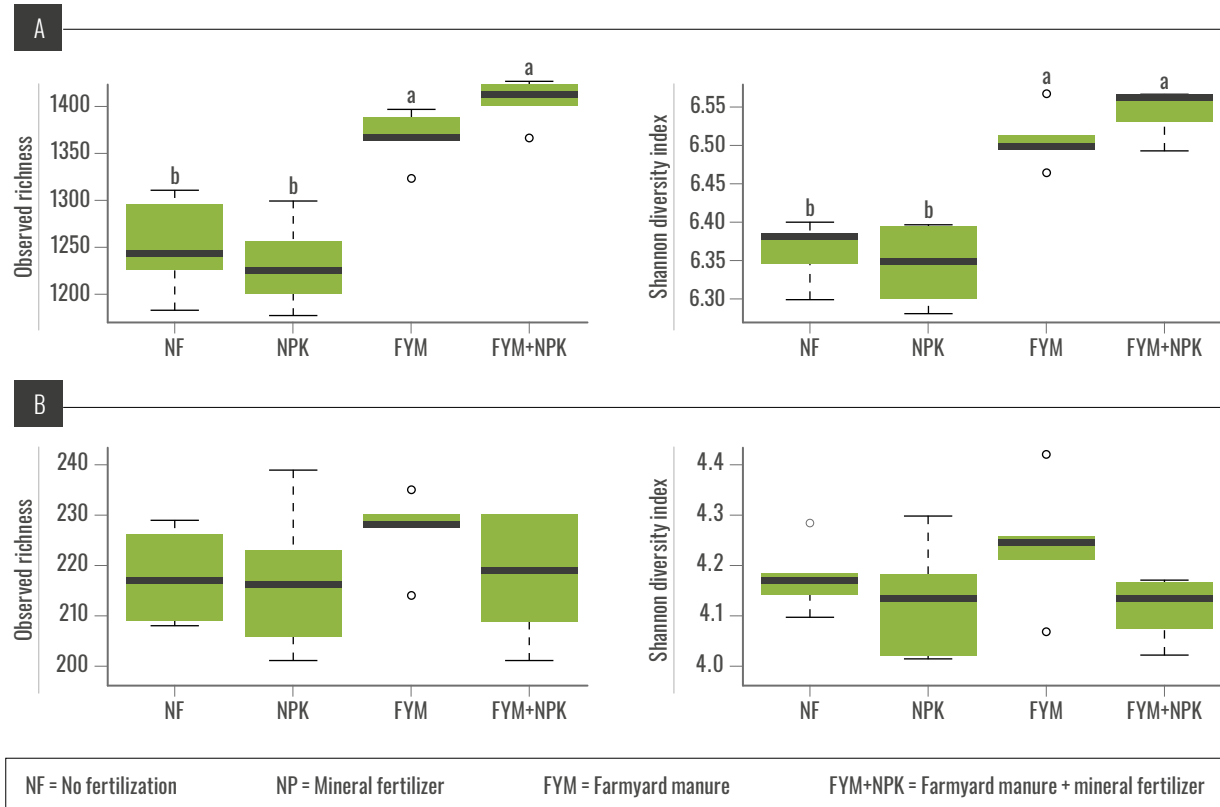 A
Observed richness
1400
1350
1300
1250
1200
b
b
a
a
NF
NPK
FYM
FYM+NPK
Shannon diversity index
6.55
6.50
6.45
6.40
6.35
6.30
b
b
a
a
NF
NPK
FYM
FYM+NPK
B
Observed richness
240
230
220
210
200
NF
NPK
FYM
FYM+NPK
Shannon diversity index
4.4
4.3
4.2
4.1
4.0
NF
NPK
FYM
FYM+NPK
NF = No fertilization NP = Mineral fertilizer FYM = Farmyard manure FYM+NPK = Farmyard manure + mineral fertilizer